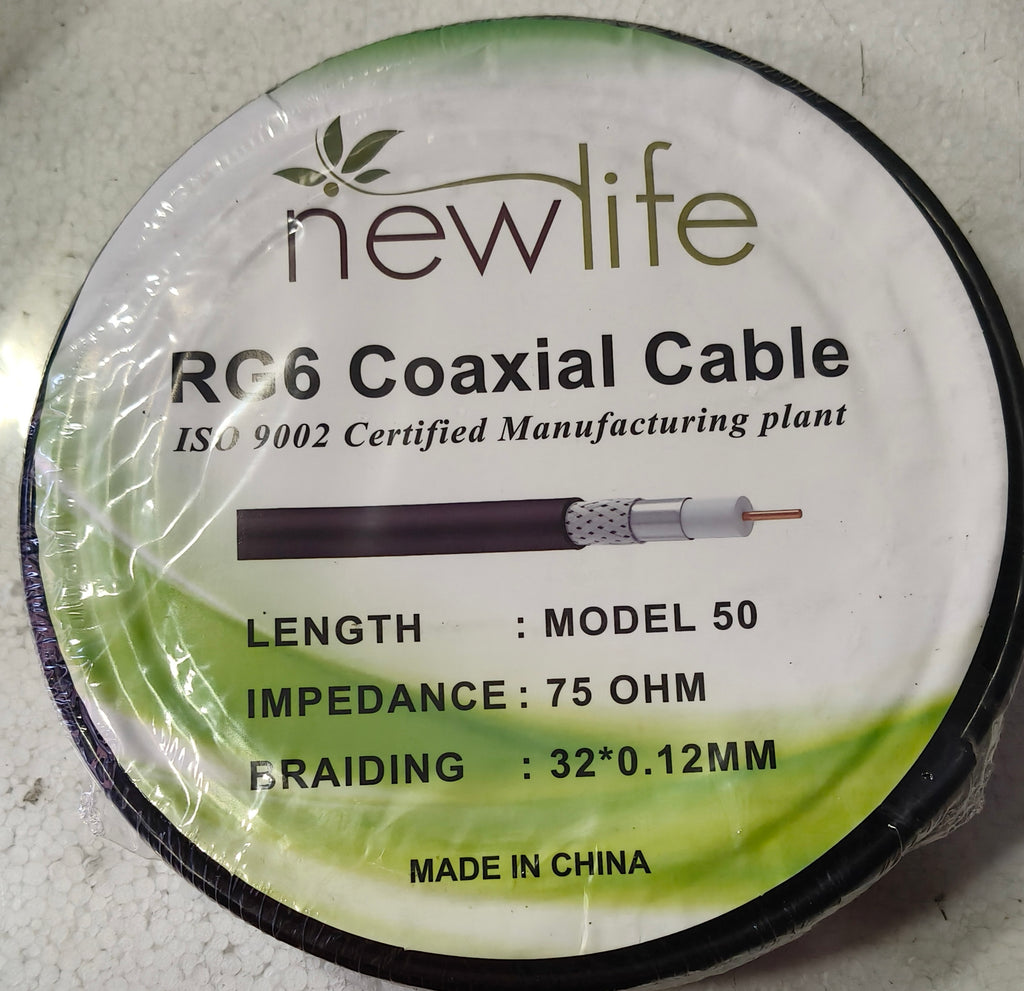 newlife
RG6 Coaxial Cable
ISO 9002 Certified Manufacturing plant
LENGTH : MODEL 50
IMPEDANCE : 75 OHM
BRAIDING : 32*0.12MM
MADE IN CHINA